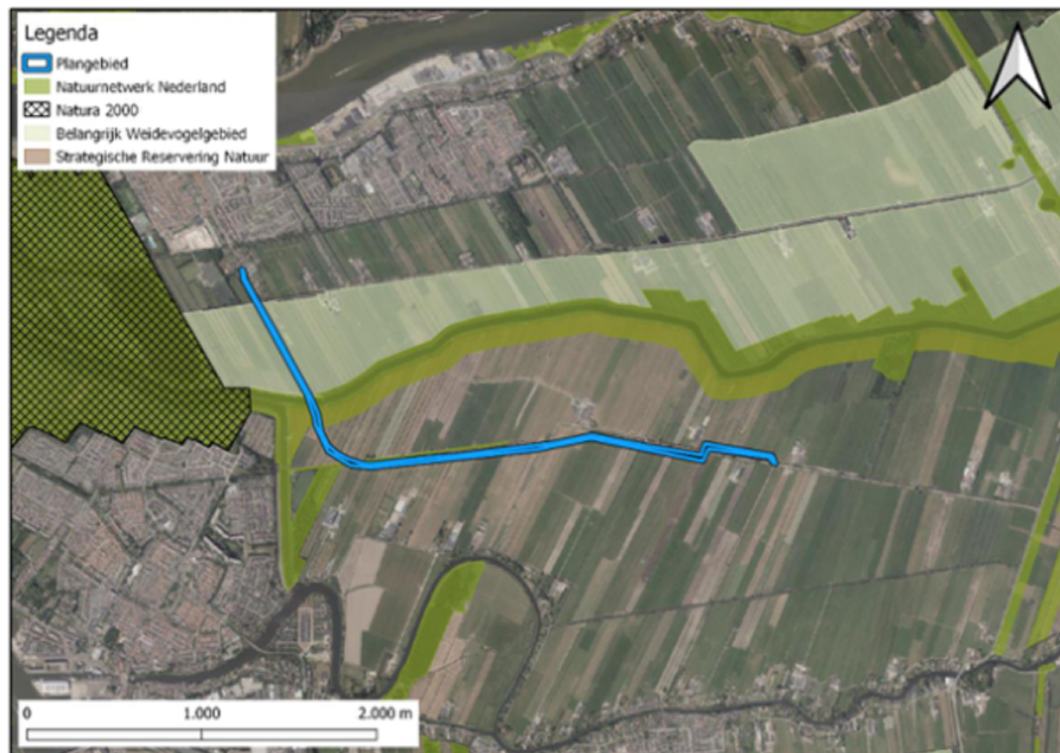 Legenda
Plangebied
Natuurnetwerk Nederland
Natura 2000
Belangrijk Weidevogelgebied
Strategische Reservering Natuur
0 1.000 2.000 m